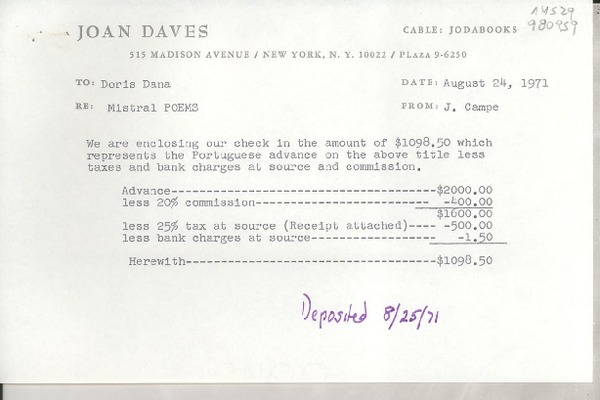 14529
980959
JOAN DAVES CABLE: JODABOOKS
515 MADISON AVENUE / NEW YORK, N. Y. 10022 / PLAZA 9-6250
TO: Doris Dana DATE: August 24, 1971
RE: Mistral POEMS FROM: J. Campe
We are enclosing our check in the amount of $1098.50 which
represents the Portuguese advance on the above title less
taxes and bank charges at source and commission.
Advance------------------------------------$2000.00
less 20% commission------------------------ -400.00
$1600.00
less 25% tax at source (Receipt attached)---- -500.00
less bank charges at source----------------- -1.50
Herewith-----------------------------------$1098.50
Deposited 8/25/71